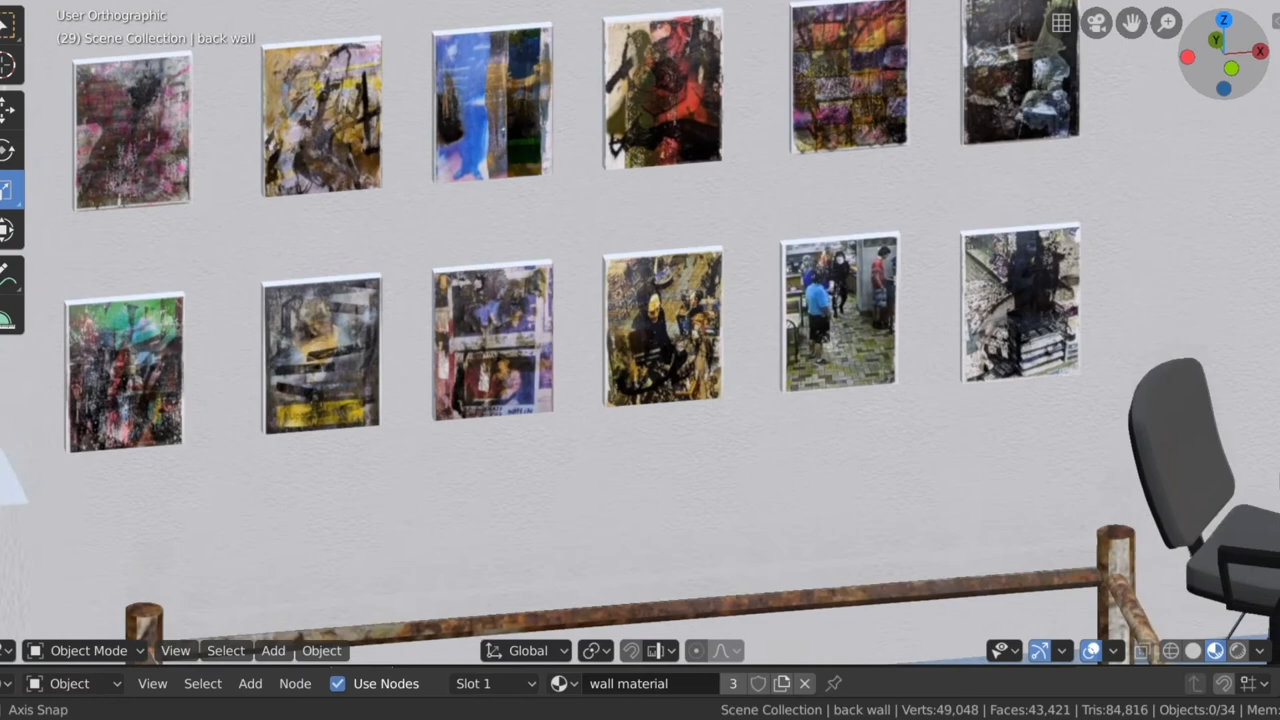 User Orthographic
(29) Scene Collection | back wall
Z
Y
X
Object Mode
View
Select
Add
Object
Global
Object
View
Select
Add
Node
Use Nodes
Slot 1
wall material
3
Axis Snap
Scene Collection | back wall | Verts:49,048 | Faces:43,421 | Tris:84,816 | Objects:0/34 | Mem: